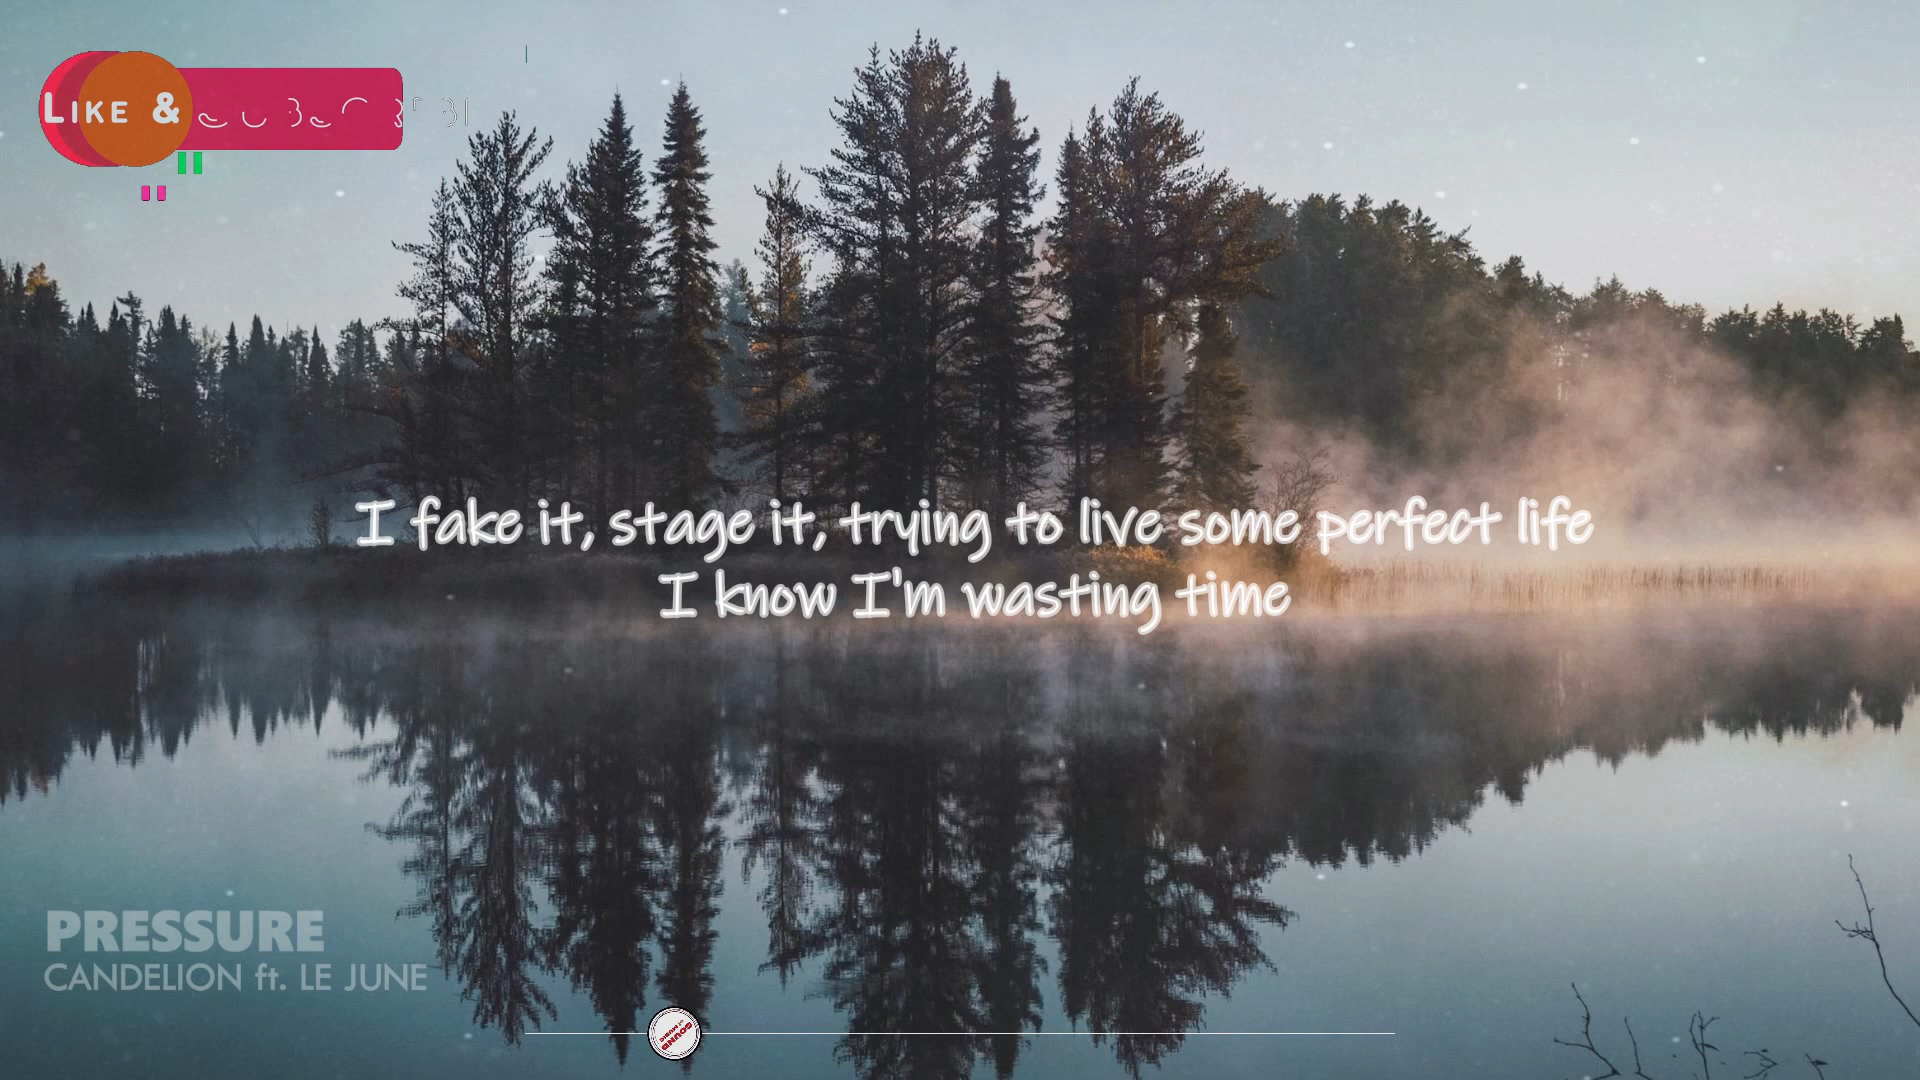 LIKE &
I fake it, stage it, trying to live some perfect life
I know I'm wasting time
PRESSURE
CANDELION ft. LE JUNE